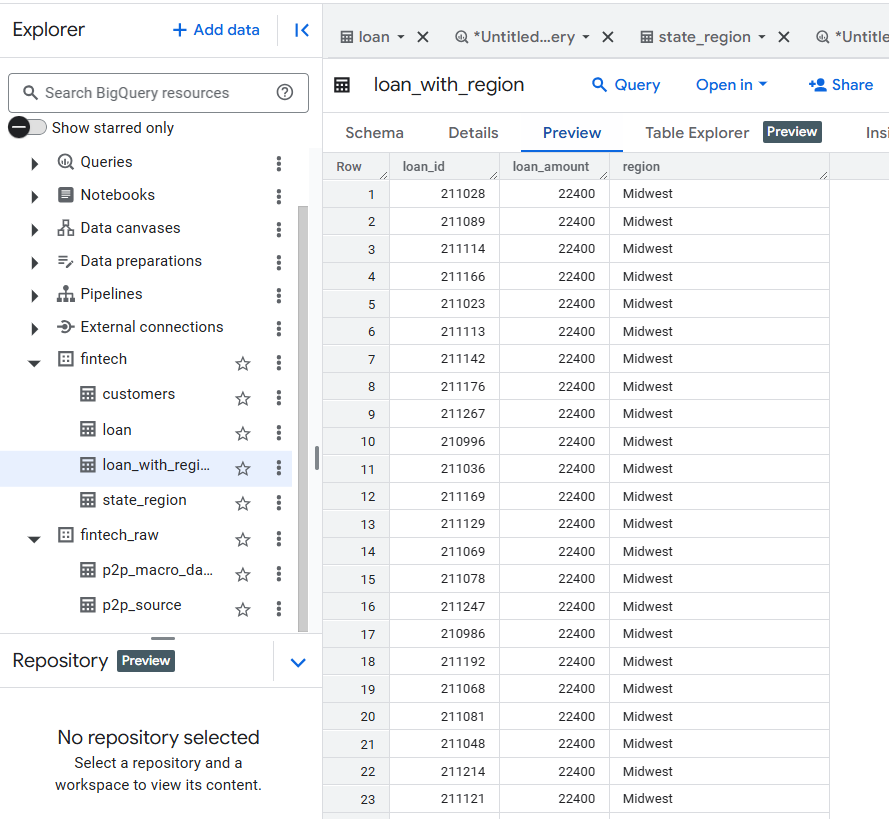 Explorer
+ Add data
Search BigQuery resources
Show starred only
Queries
Notebooks
Data canvases
Data preparations
Pipelines
External connections
fintech
customers
loan
loan_with_regi...
state_region
fintech_raw
p2p_macro_da...
p2p_source
Repository Preview
No repository selected
Select a repository and a
workspace to view its content.
loan *Untitled...ery state_region *Untitle
loan_with_region Query Open in Share
Schema Details Preview Table Explorer Preview Insi
Row loan_id loan_amount region
1 211028 22400 Midwest
2 211089 22400 Midwest
3 211114 22400 Midwest
4 211166 22400 Midwest
5 211023 22400 Midwest
6 211113 22400 Midwest
7 211142 22400 Midwest
8 211176 22400 Midwest
9 211267 22400 Midwest
10 210996 22400 Midwest
11 211036 22400 Midwest
12 211169 22400 Midwest
13 211129 22400 Midwest
14 211069 22400 Midwest
15 211078 22400 Midwest
16 211247 22400 Midwest
17 210986 22400 Midwest
18 211192 22400 Midwest
19 211068 22400 Midwest
20 211081 22400 Midwest
21 211048 22400 Midwest
22 211214 22400 Midwest
23 211121 22400 Midwest